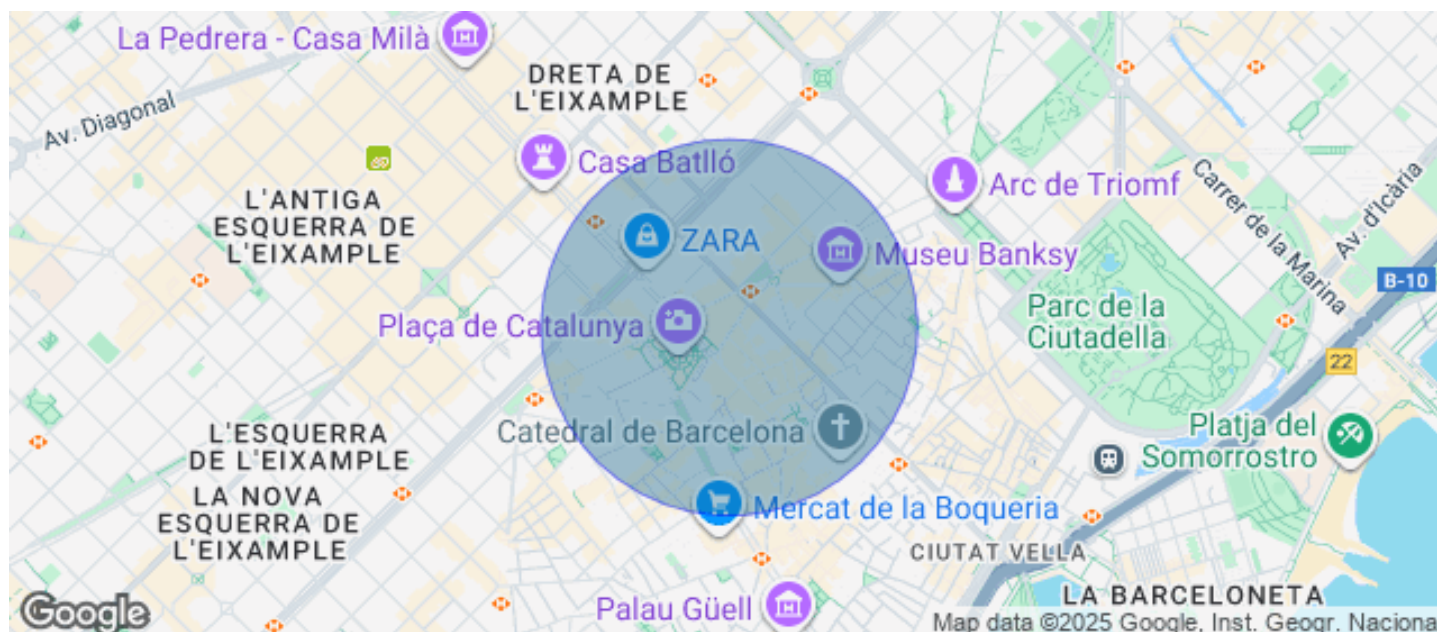 La Pedrera - Casa Milà
DRETA DE
L'EIXAMPLE
Av. Diagonal
Casa Batlló
Arc de Triomf
Carrer de la Marina
Av. d'Icària
L'ANTIGA
ESQUERRA DE
L'EIXAMPLE
ZARA
Museu Banksy
B-10
Plaça de Catalunya
Parc de la
Ciutadella
22
L'ESQUERRA
DE L'EIXAMPLE
Catedral de Barcelona
Platja del
Somorrostro
LA NOVA
ESQUERRA DE
L'EIXAMPLE
Mercat de la Boqueria
CIUTAT VELLA
Palau Güell
LA BARCELONETA
Google
Map data ©2025 Google, Inst. Geogr. Naciona